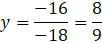 y = −16/−18 = 8/9